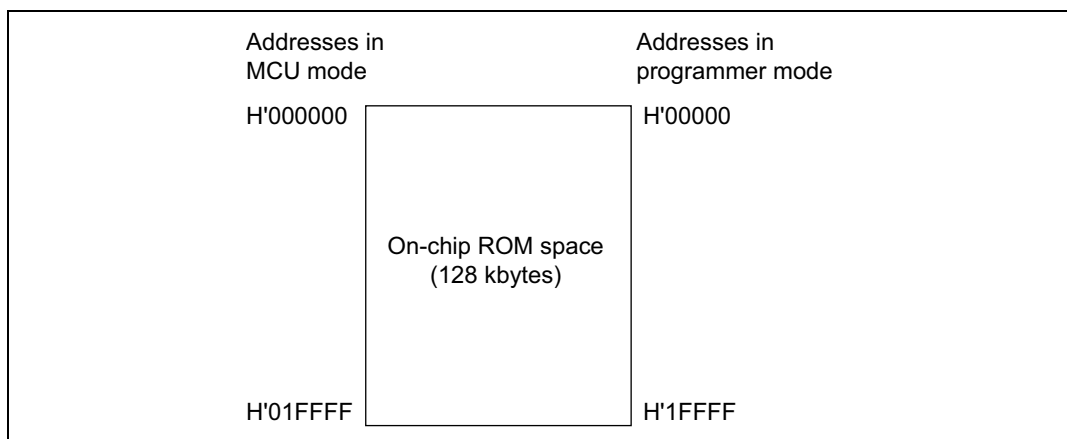 Addresses in
MCU mode
Addresses in
programmer mode
H'000000
H'00000
On-chip ROM space
(128 kbytes)
H'01FFFF
H'1FFFF